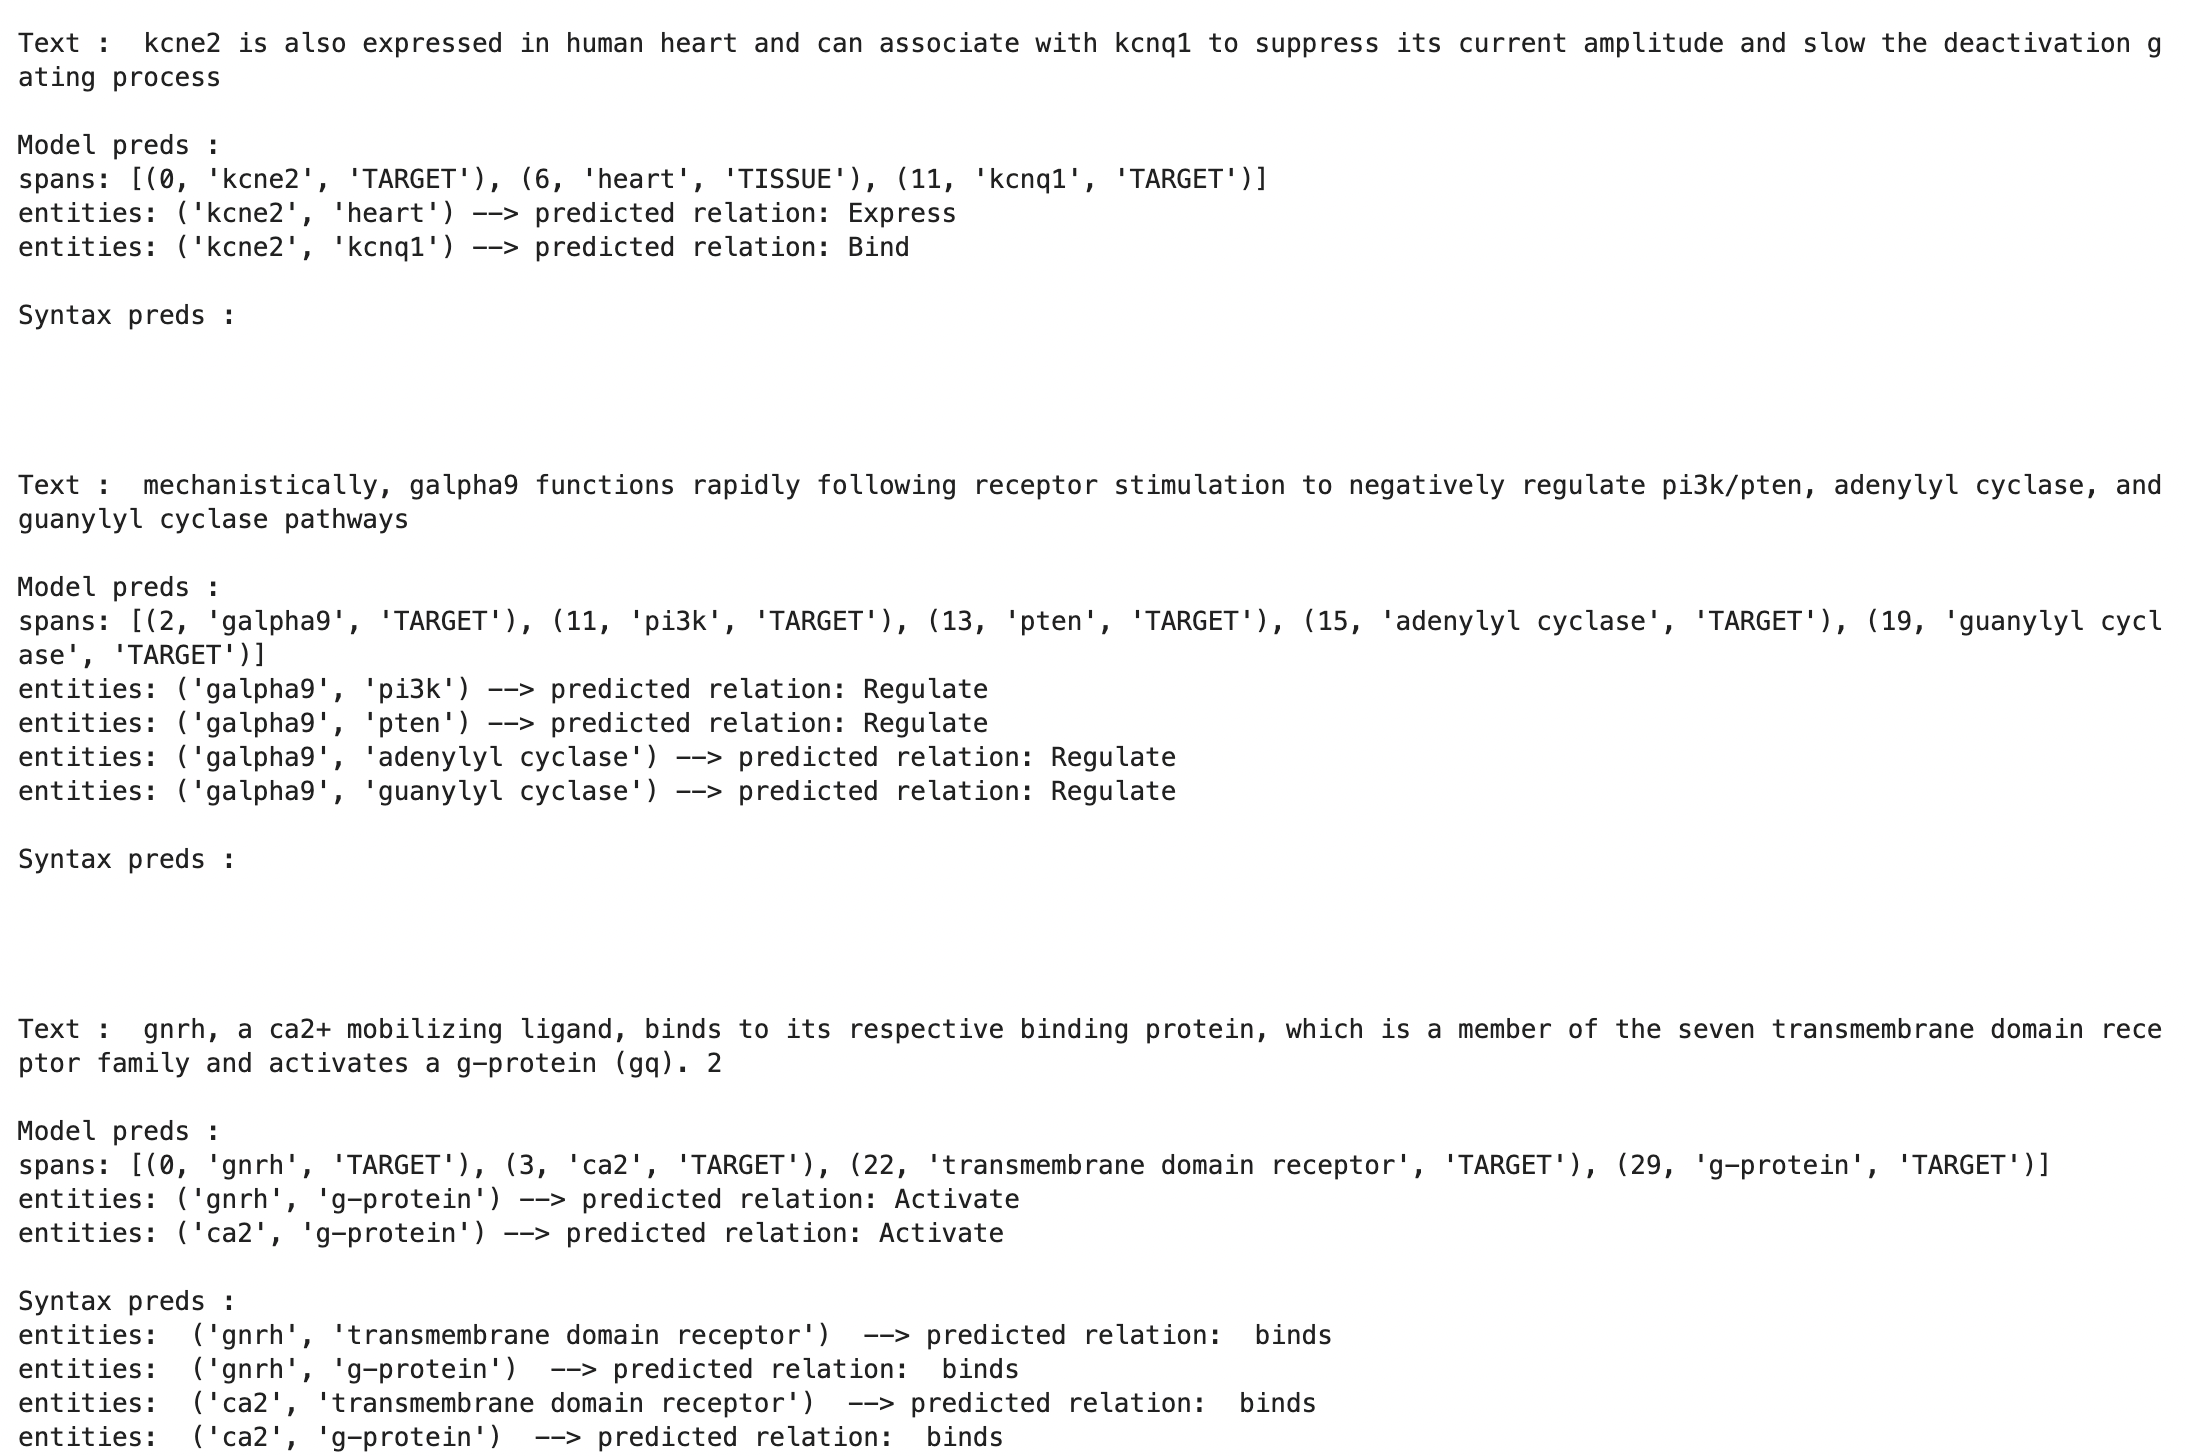 Text :  kcne2 is also expressed in human heart and can associate with kcnq1 to suppress its current amplitude and slow the deactivation g
ating process
Model preds :
spans: [(0, 'kcne2', 'TARGET'), (6, 'heart', 'TISSUE'), (11, 'kcnq1', 'TARGET')]
entities: ('kcne2', 'heart') --> predicted relation: Express
entities: ('kcne2', 'kcnq1') --> predicted relation: Bind
Syntax preds :
Text :  mechanistically, galpha9 functions rapidly following receptor stimulation to negatively regulate pi3k/pten, adenylyl cyclase, and
guanylyl cyclase pathways
Model preds :
spans: [(2, 'galpha9', 'TARGET'), (11, 'pi3k', 'TARGET'), (13, 'pten', 'TARGET'), (15, 'adenylyl cyclase', 'TARGET'), (19, 'guanylyl cycl
ase', 'TARGET')]
entities: ('galpha9', 'pi3k') --> predicted relation: Regulate
entities: ('galpha9', 'pten') --> predicted relation: Regulate
entities: ('galpha9', 'adenylyl cyclase') --> predicted relation: Regulate
entities: ('galpha9', 'guanylyl cyclase') --> predicted relation: Regulate
Syntax preds :
Text :  gnrh, a ca2+ mobilizing ligand, binds to its respective binding protein, which is a member of the seven transmembrane domain rece
ptor family and activates a g-protein (gq). 2
Model preds :
spans: [(0, 'gnrh', 'TARGET'), (3, 'ca2', 'TARGET'), (22, 'transmembrane domain receptor', 'TARGET'), (29, 'g-protein', 'TARGET')]
entities: ('gnrh', 'g-protein') --> predicted relation: Activate
entities: ('ca2', 'g-protein') --> predicted relation: Activate
Syntax preds :
entities:  ('gnrh', 'transmembrane domain receptor')  --> predicted relation:  binds
entities:  ('gnrh', 'g-protein')  --> predicted relation:  binds
entities:  ('ca2', 'transmembrane domain receptor')  --> predicted relation:  binds
entities:  ('ca2', 'g-protein')  --> predicted relation:  binds